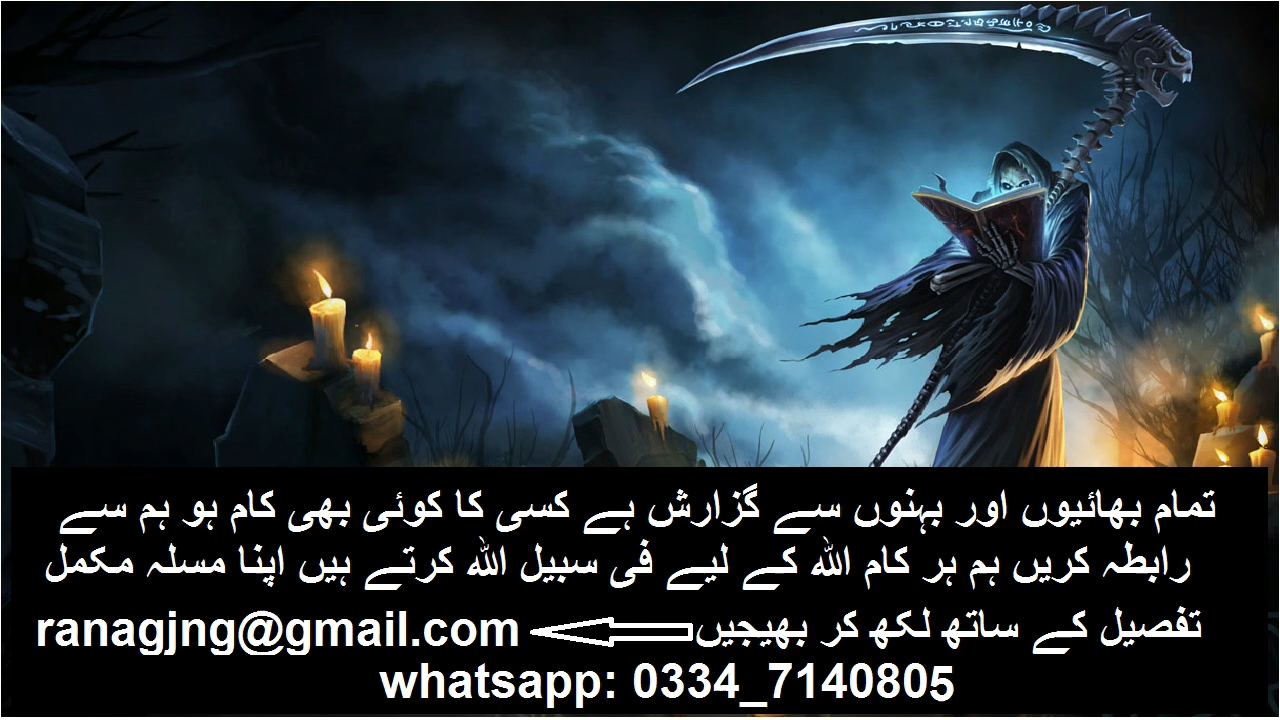 تمام بھائیوں اور بہنوں سے گزارش ہے کسی کا کوئی بھی کام ہو ہم سے
رابطہ کریں ہم ہر کام اللہ کے لیے فی سبیل اللہ کرتے ہیں اپنا مسلہ مکمل
تفصیل کے ساتھ لکھ کر بھیجیں ranagjng@gmail.com
whatsapp: 0334_7140805